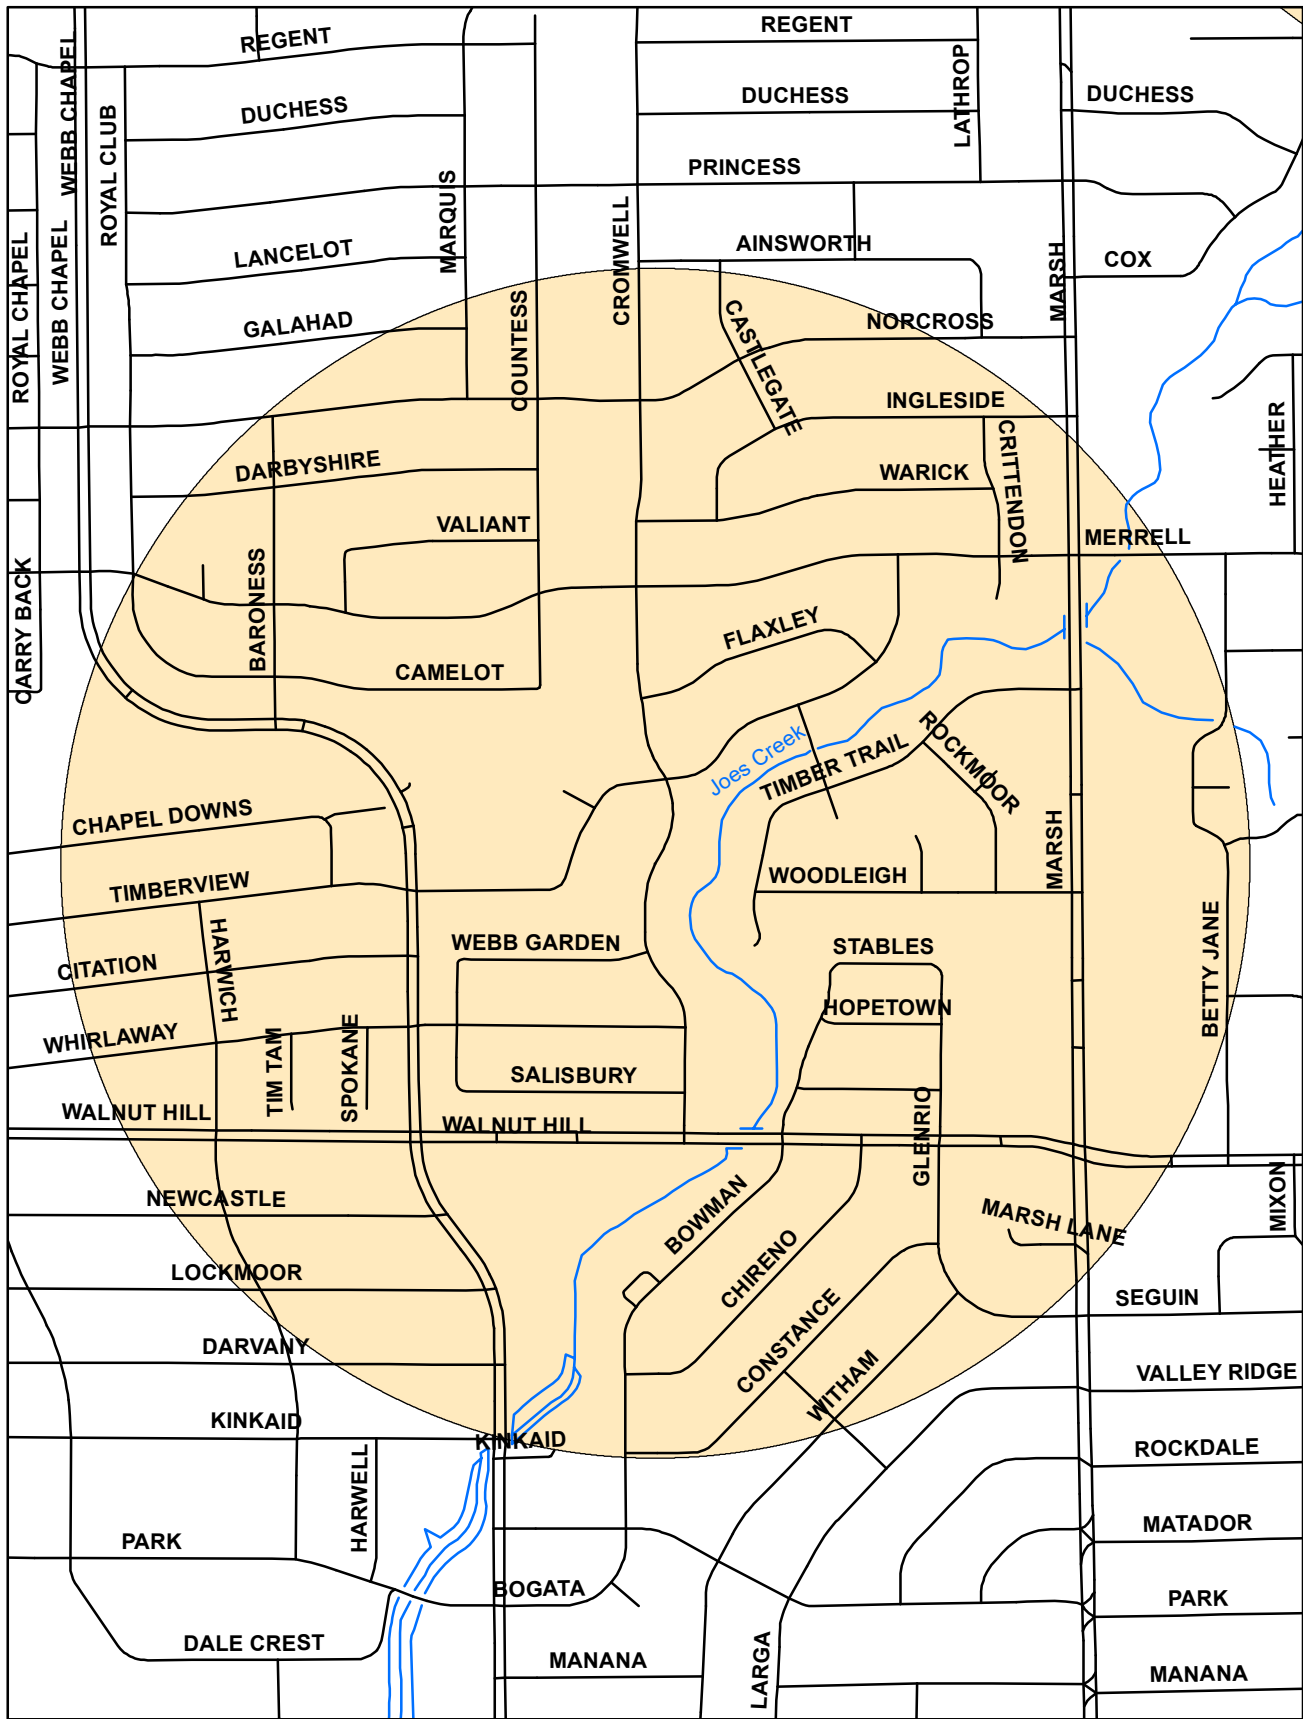 REGENT
REGENT
WEBB CHAPEL
ROYAL CLUB
DUCHESS
DUCHESS
LATHROP
DUCHESS
PRINCESS
MARQUIS
CROMWELL
LANCELOT
AINSWORTH
MARSH
COX
ROYAL CHAPEL
WEBB CHAPEL
GALAHAD
COUNTESS
CASTLEGATE
NORCROSS
INGLESIDE
HEATHER
DARBYSHIRE
WARICK
CRITTENDON
VALIANT
MERRELL
CARRY BACK
BARONESS
FLAXLEY
CAMELOT
Joes Creek
TIMBER TRAIL
ROCKMOOR
CHAPEL DOWNS
MARSH
TIMBERVIEW
WOODLEIGH
HARWICH
WEBB GARDEN
STABLES
BETTY JANE
CITATION
HOPETOWN
WHIRLAWAY
TIM TAM
SPOKANE
SALISBURY
WALNUT HILL
WALNUT HILL
GLENRIO
NEWCASTLE
BOWMAN
MARSH LANE
MIXON
LOCKMOOR
CHIRENO
SEGUIN
DARVANY
CONSTANCE
WITHAM
VALLEY RIDGE
KINKAID
KINKAID
ROCKDALE
HARWELL
MATADOR
PARK
BOGATA
PARK
DALE CREST
MANANA
LARGA
MANANA